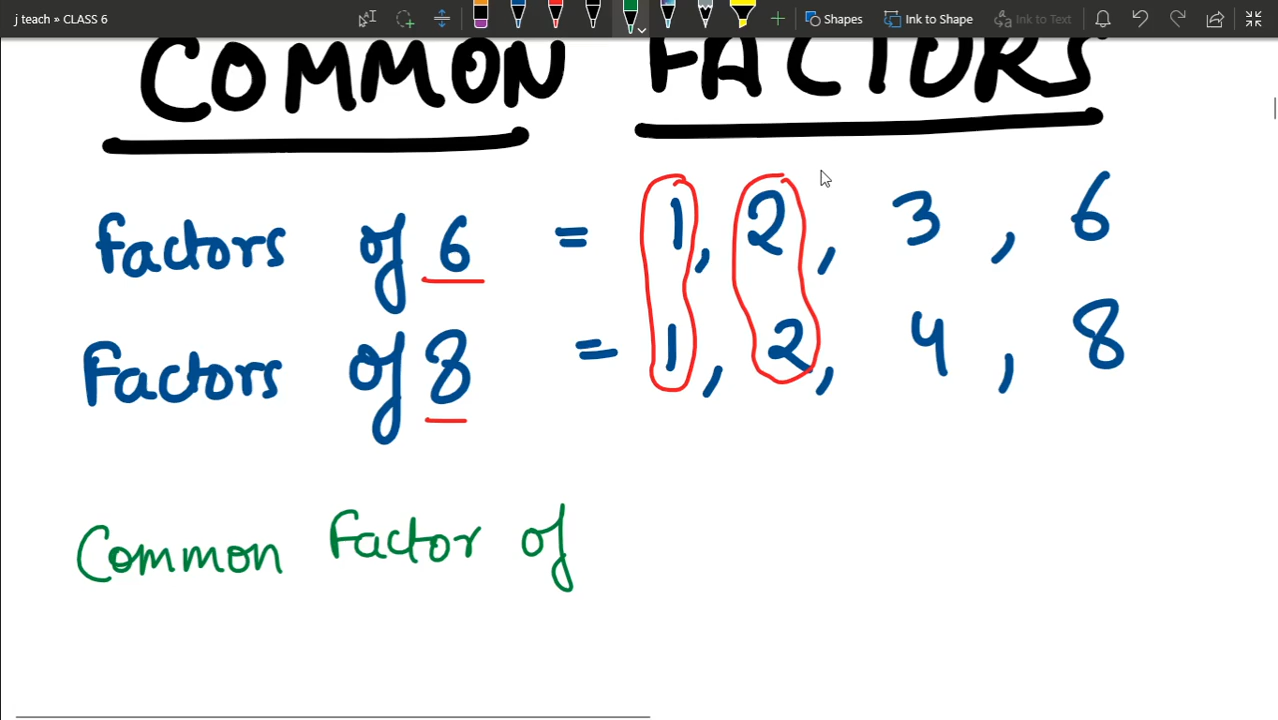 j teach » CLASS 6
Shapes
Ink to Shape
Ink to Text
COMMON FACTORS
factors of 6 = 1, 2, 3, 6
Factors of 8 = 1, 2, 4, 8
Common Factor of